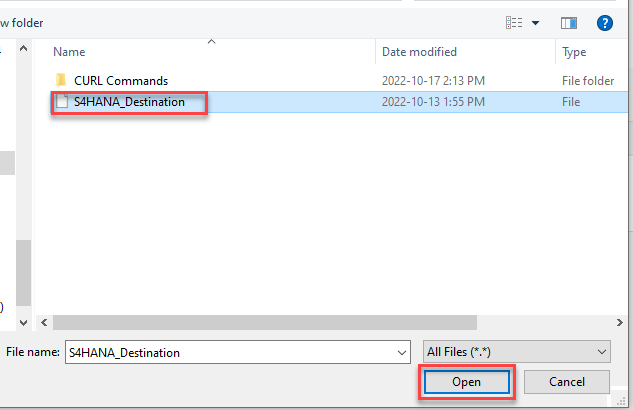 w folder
?
Name Date modified Type
CURL Commands 2022-10-17 2:13 PM File folder
S4HANA_Destination 2022-10-13 1:55 PM File
)
File name: S4HANA_Destination All Files (*.*)
Open Cancel